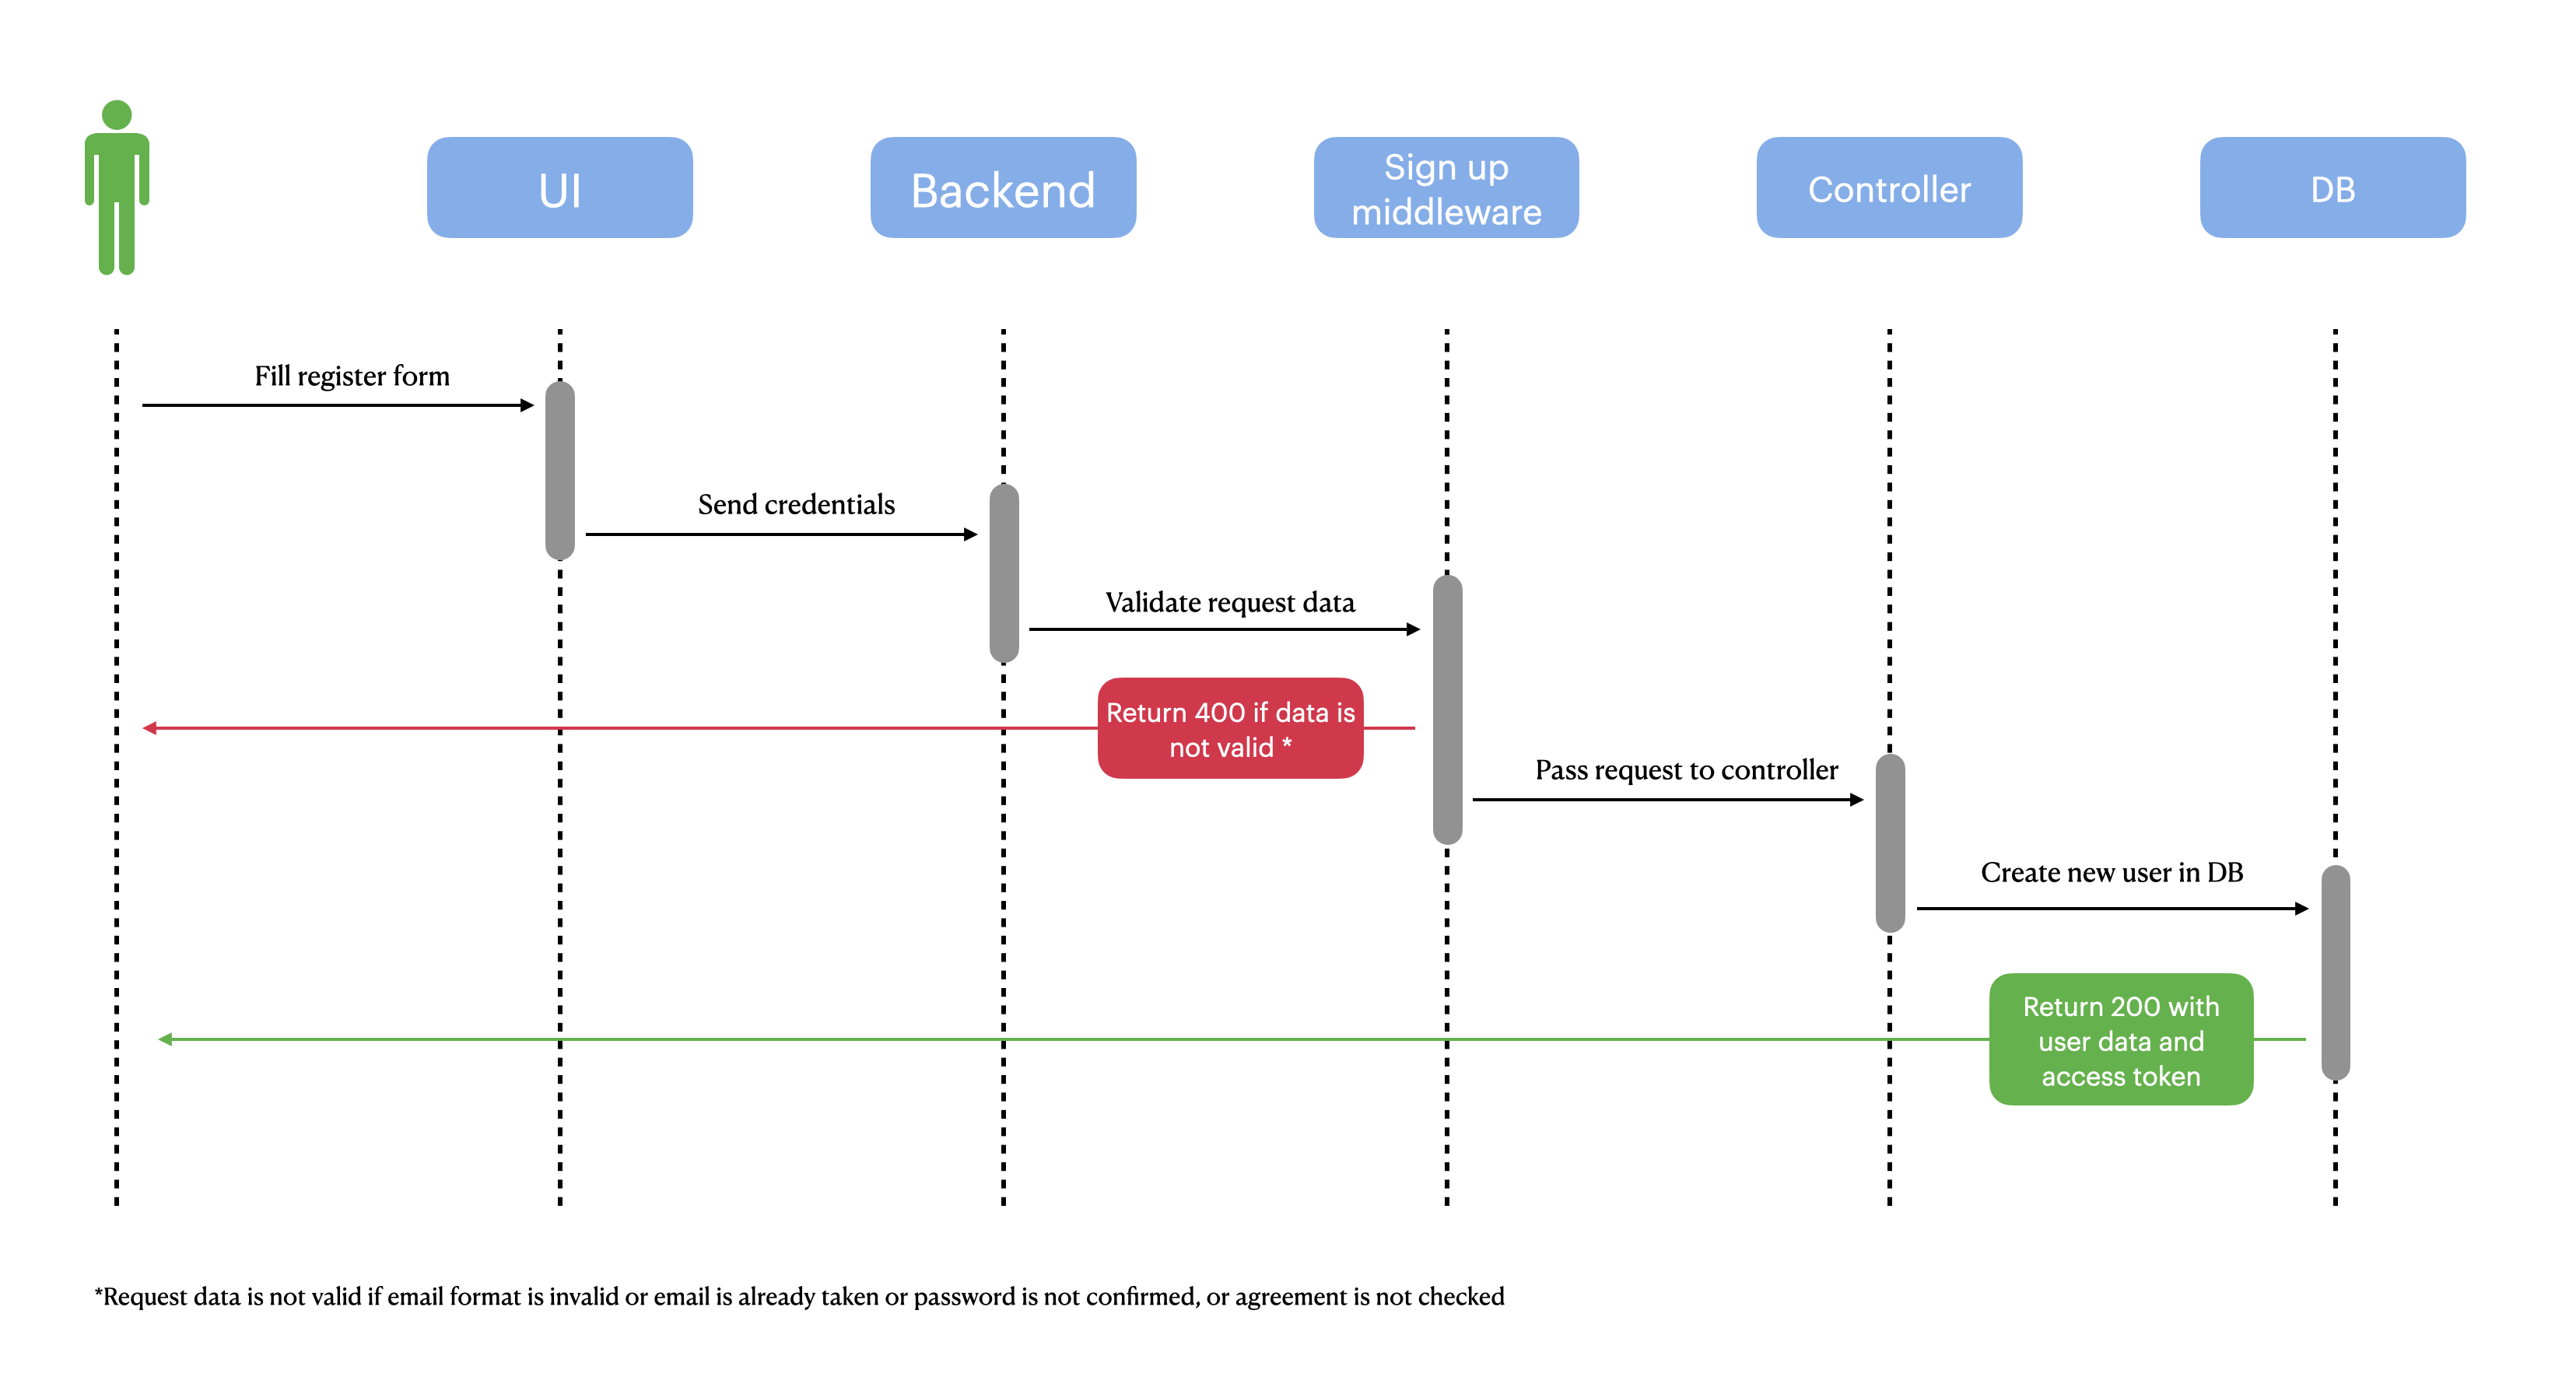 UI
Backend
Sign up
middleware
Controller
DB
Fill register form
Send credentials
Validate request data
Return 400 if data is
not valid *
Pass request to controller
Create new user in DB
Return 200 with
user data and
access token
*Request data is not valid if email format is invalid or email is already taken or password is not confirmed, or agreement is not checked